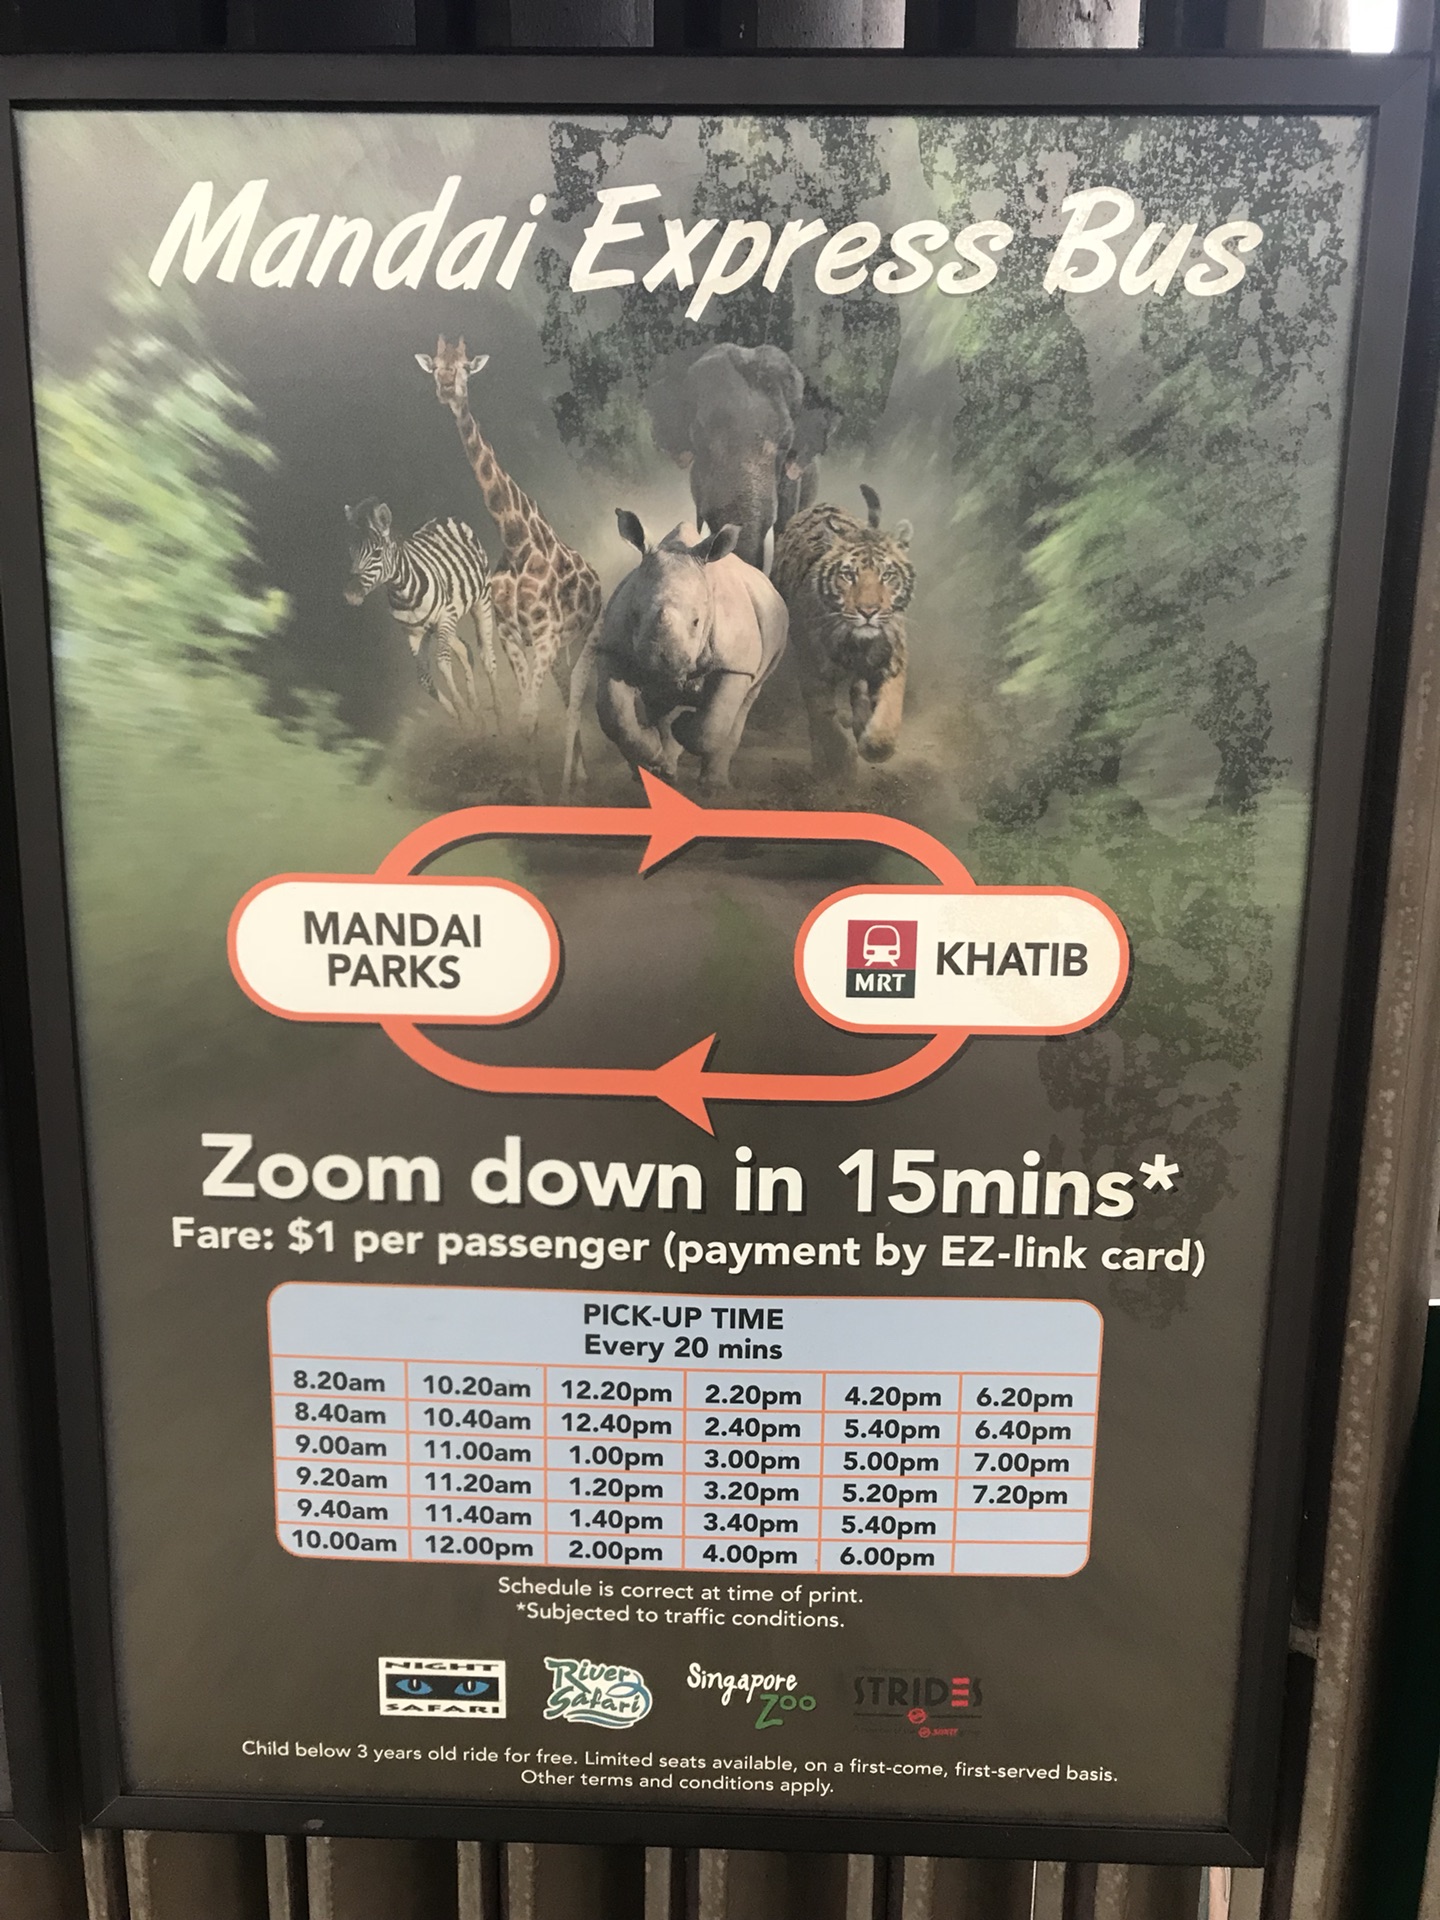 Mandai Express Bus
MANDAI
PARKS
MRT
KHATIB
Zoom down in 15mins*
Fare: $1 per passenger (payment by EZ-link card)
PICK-UP TIME
Every 20 mins
8.20am 10.20am 12.20pm 2.20pm 4.20pm 6.20pm
8.40am 10.40am 12.40pm 2.40pm 5.40pm 6.40pm
9.00am 11.00am 1.00pm 3.00pm 5.00pm 7.00pm
9.20am 11.20am 1.20pm 3.20pm 5.20pm 7.20pm
9.40am 11.40am 1.40pm 3.40pm 5.40pm
10.00am 12.00pm 2.00pm 4.00pm 6.00pm
Schedule is correct at time of print.
*Subjected to traffic conditions.
NIGHT
SAFARI
River
Safari
Singapore
Zoo
STRIDES
Child below 3 years old ride for free. Limited seats available, on a first-come, first-served basis.
Other terms and conditions apply.